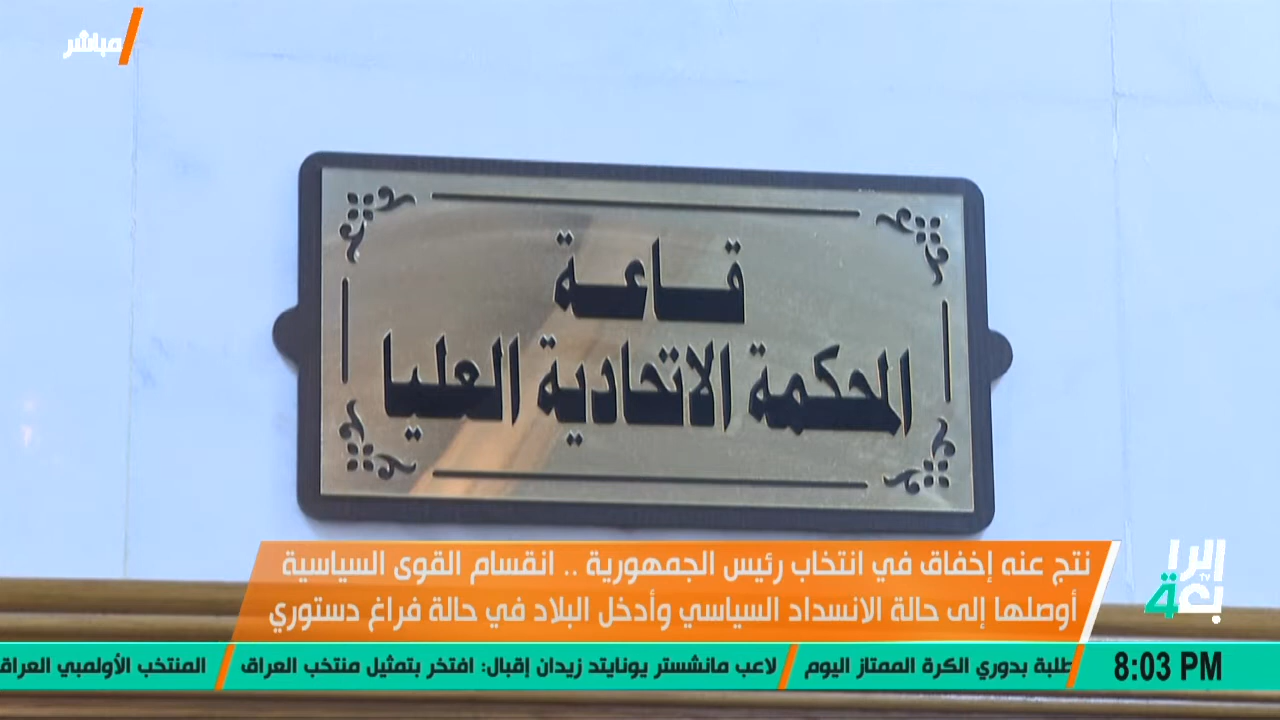 مباشر
قاعة
المحكمة الاتحادية العليا
نتج عنه إخفاق في انتخاب رئيس الجمهورية .. انقسام القوى السياسية
أوصلها إلى حالة الانسداد السياسي وأدخل البلاد في حالة فراغ دستوري
الرابعة
TV
طلبة بدوري الكرة الممتاز اليوم / لاعب مانشستر يونايتد زيدان إقبال: افتخر بتمثيل منتخب العراق / المنتخب الأولمبي العراق
8:03 PM